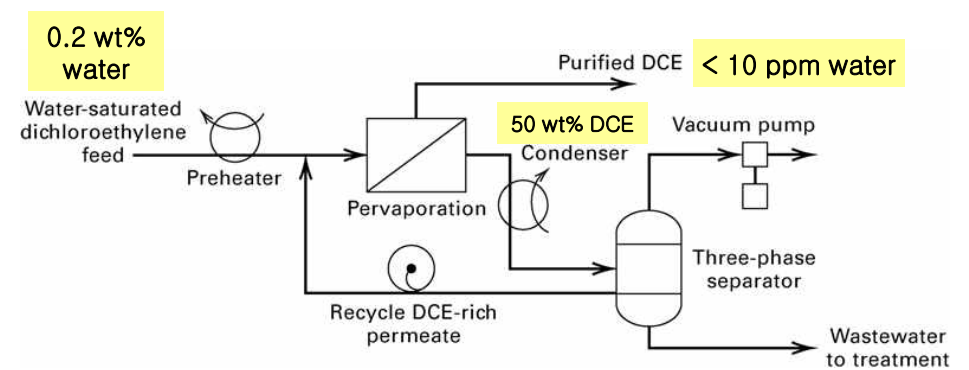 0.2 wt%
water
Water-saturated
dichloroethylene
feed
Preheater
Pervaporation
Purified DCE
< 10 ppm water
50 wt% DCE
Condenser
Vacuum pump
Three-phase
separator
Recycle DCE-rich
permeate
Wastewater
to treatment